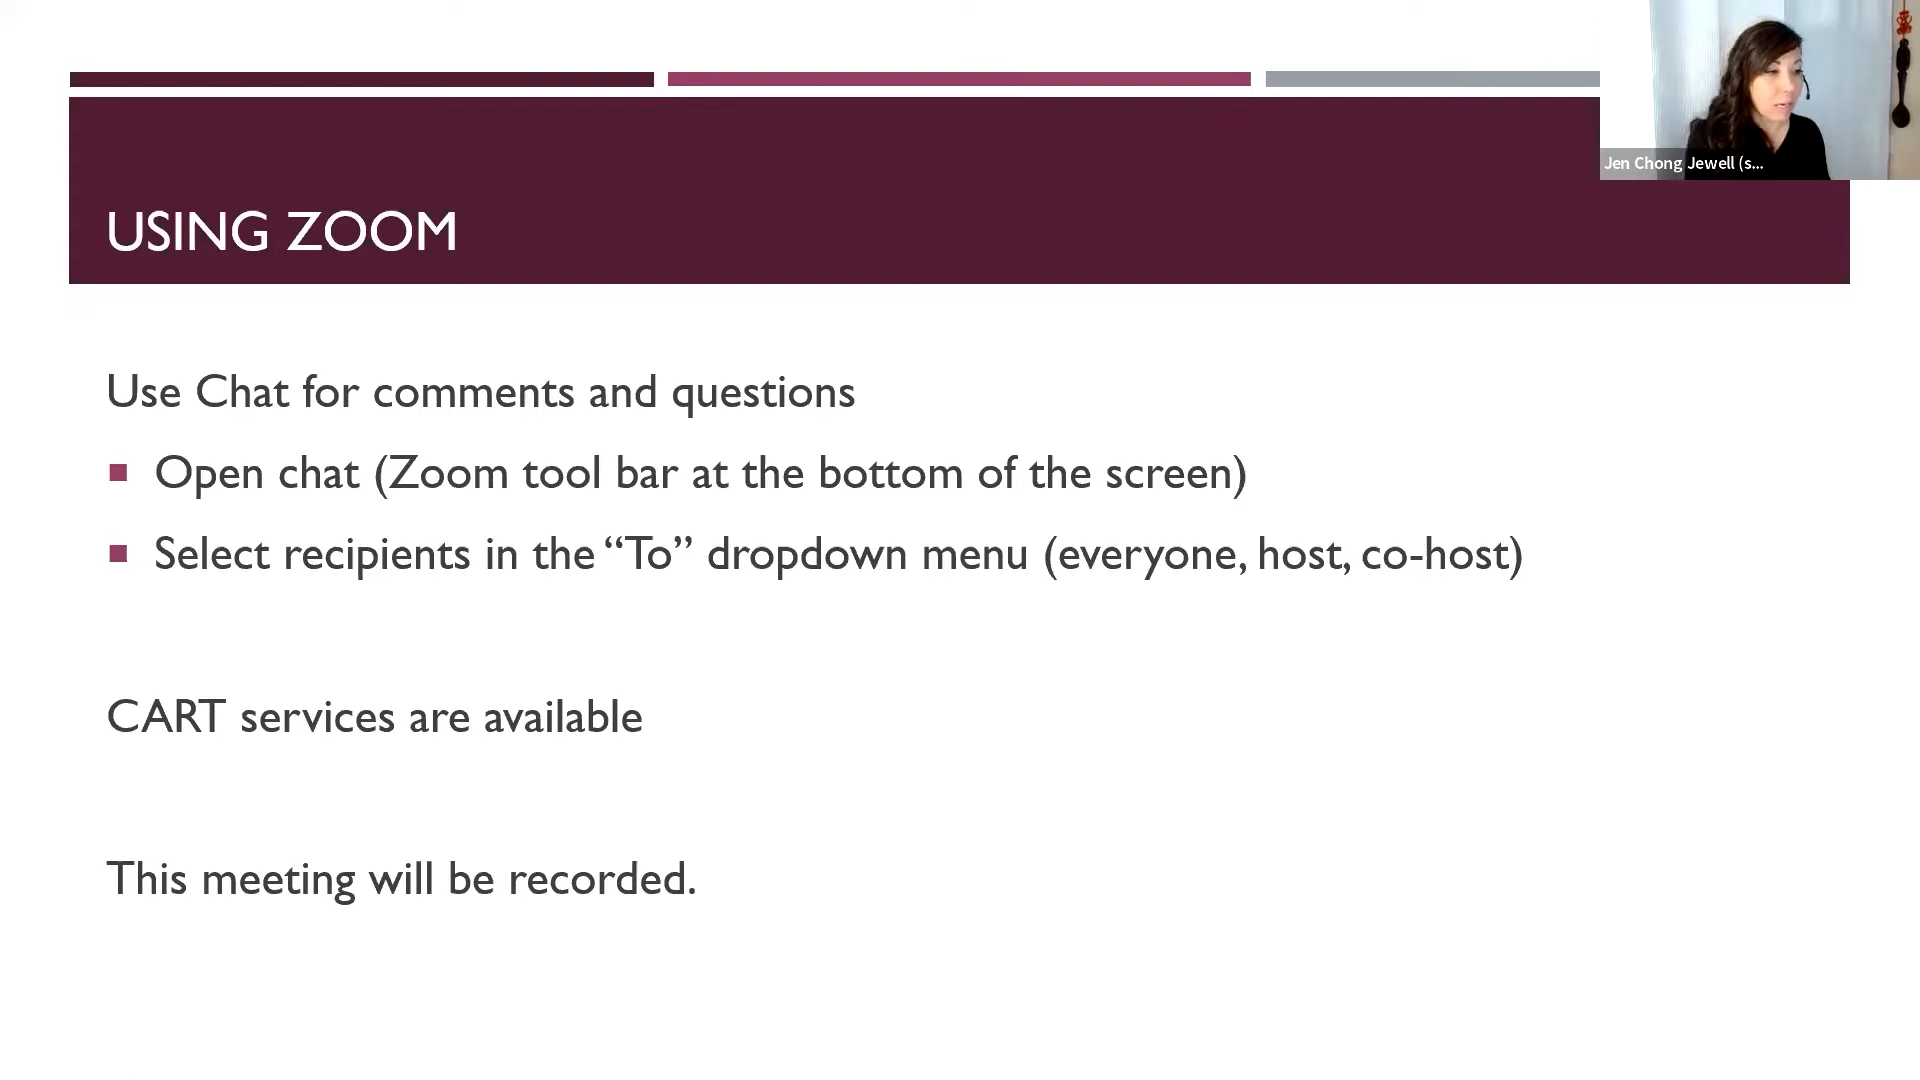 Jen Chong Jewell (s...
USING ZOOM
Use Chat for comments and questions
Open chat (Zoom tool bar at the bottom of the screen)
Select recipients in the “To” dropdown menu (everyone, host, co-host)
CART services are available
This meeting will be recorded.